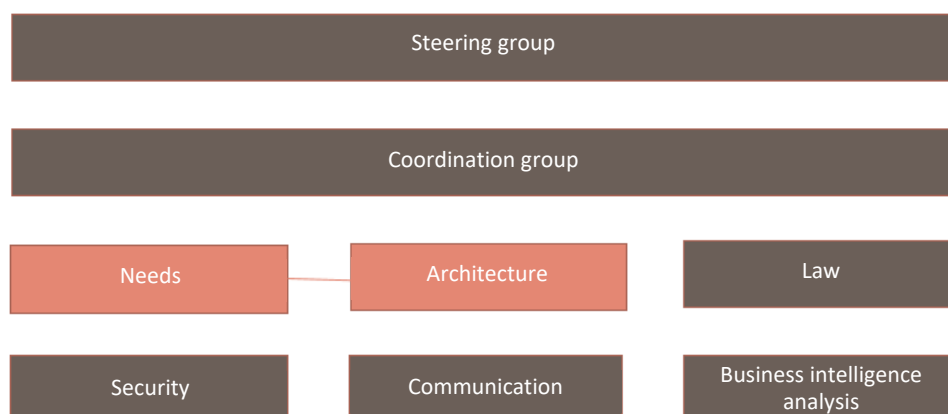 Steering group
Coordination group
Needs
Architecture
Law
Security
Communication
Business intelligence
analysis